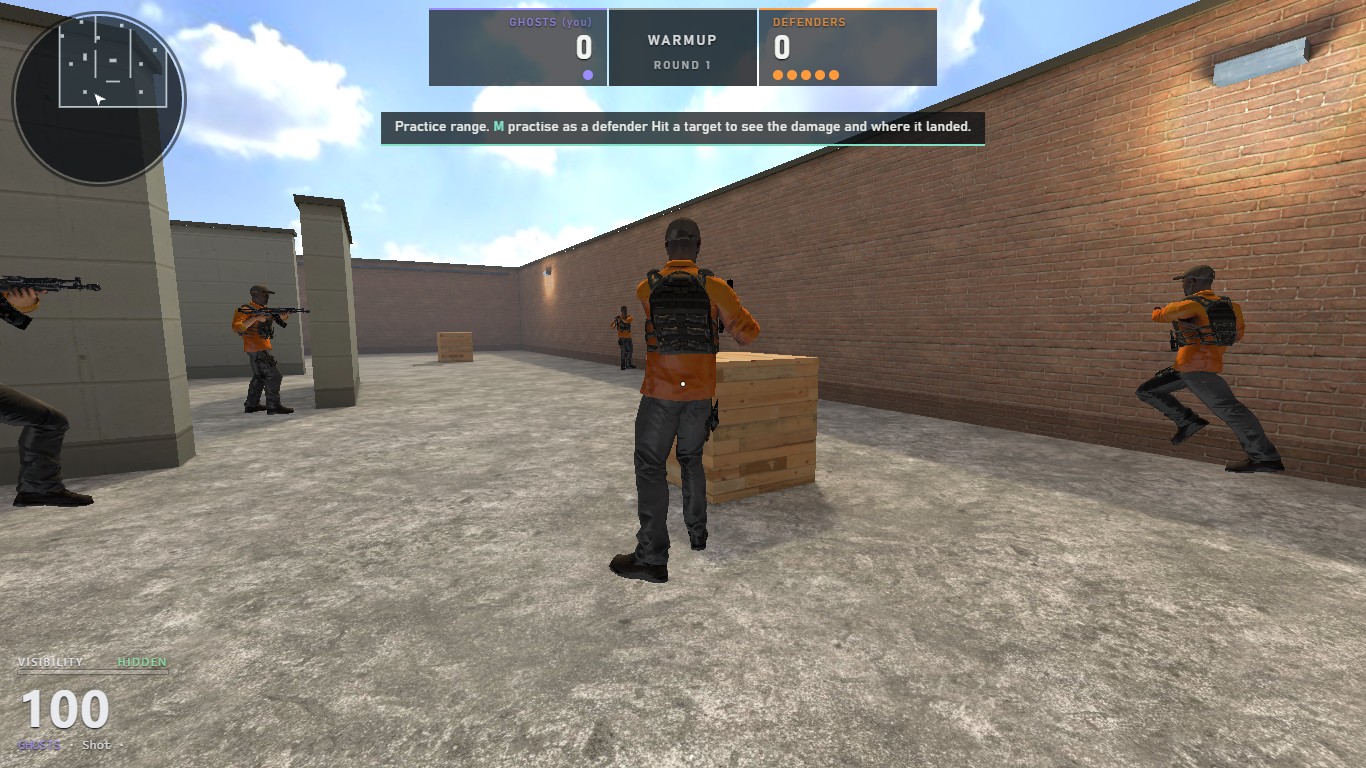 GHOSTS (you)
0
WARMUP
ROUND 1
DEFENDERS
0
Practice range. M practise as a defender Hit a target to see the damage and where it landed.
VISIBILITY HIDDEN
100
GHOSTS · Shot ·